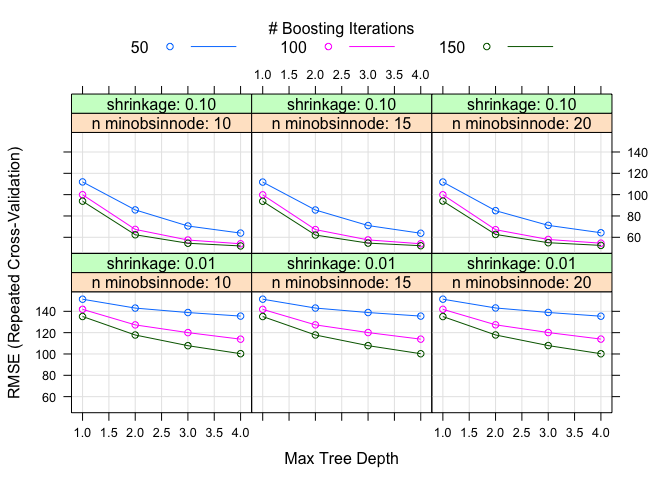 # Boosting Iterations
50 100 150
1.0 1.5 2.0 2.5 3.0 3.5 4.0
shrinkage: 0.10 shrinkage: 0.10 shrinkage: 0.10
n minobsinnode: 10 n minobsinnode: 15 n minobsinnode: 20
140
120
100
80
60
shrinkage: 0.01 shrinkage: 0.01 shrinkage: 0.01
n minobsinnode: 10 n minobsinnode: 15 n minobsinnode: 20
140
120
100
80
60
RMSE (Repeated Cross-Validation)
1.0 1.5 2.0 2.5 3.0 3.5 4.0 1.0 1.5 2.0 2.5 3.0 3.5 4.0
Max Tree Depth